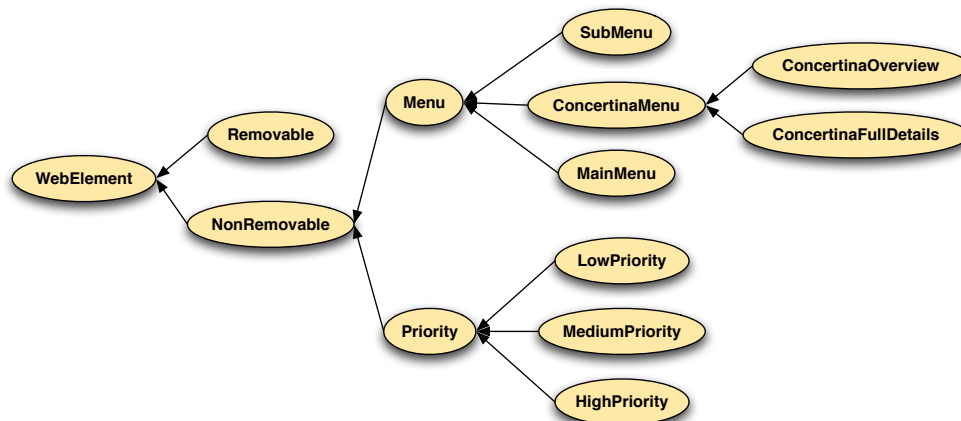 SubMenu
ConcertinaOverview
Menu
ConcertinaMenu
Removable
ConcertinaFullDetails
WebElement
MainMenu
NonRemovable
LowPriority
Priority
MediumPriority
HighPriority